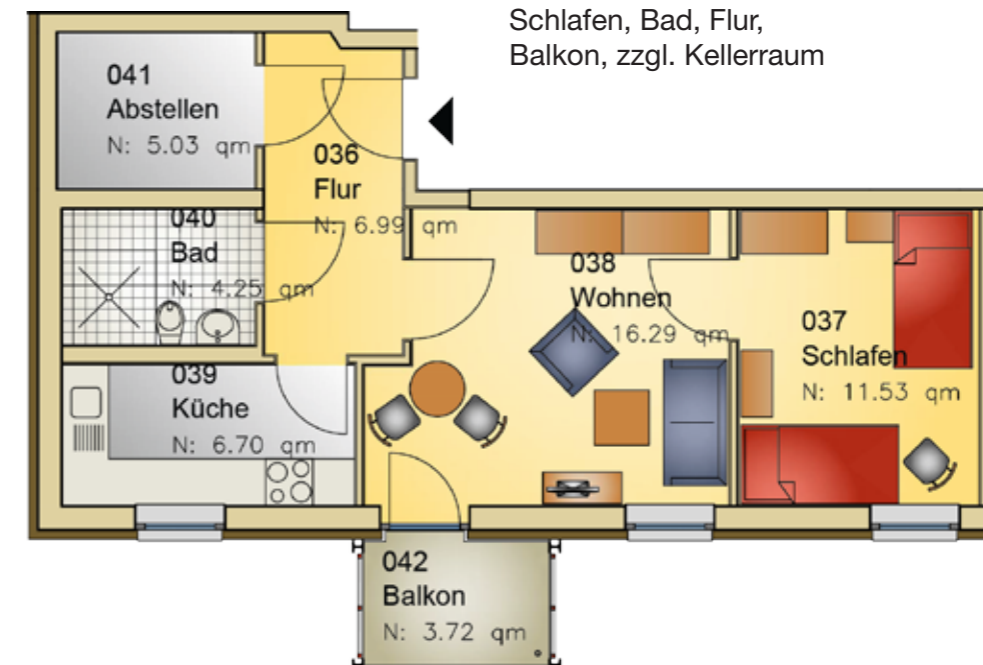 Schlafen, Bad, Flur,
Balkon, zzgl. Kellerraum
041
Abstellen
N: 5.03 qm
036
Flur
N: 6.99 qm
040
Bad
N: 4.25 qm
038
Wohnen
N: 16.29 qm
037
Schlafen
N: 11.53 qm
039
Küche
N: 6.70 qm
042
Balkon
N: 3.72 qm